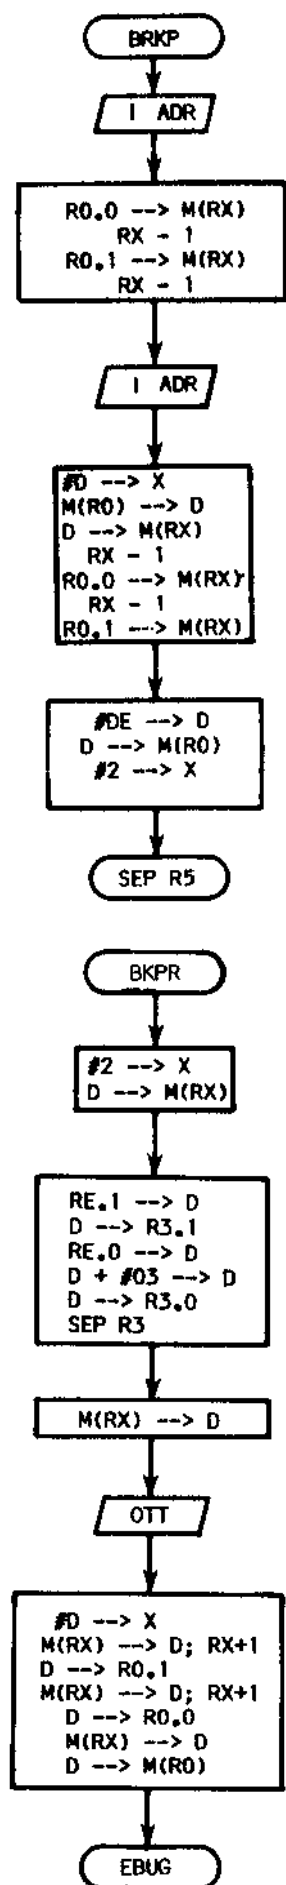 BRKP
I ADR
R0.0 --> M(RX)
RX - 1
R0.1 --> M(RX)
RX - 1
I ADR
#D --> X
M(R0) --> D
D --> M(RX)
RX - 1
R0.0 --> M(RX)
RX - 1
R0.1 --> M(RX)
#DE --> D
D --> M(R0)
#2 --> X
SEP R5
BKPR
#2 --> X
D --> M(RX)
RE.1 --> D
D --> R3.1
RE.0 --> D
D + #03 --> D
D --> R3.0
SEP R3
M(RX) --> D
OTT
#D --> X
M(RX) --> D; RX+1
D --> R0.1
M(RX) --> D; RX+1
D --> R0.0
M(RX) --> D
D --> M(R0)
EBUG